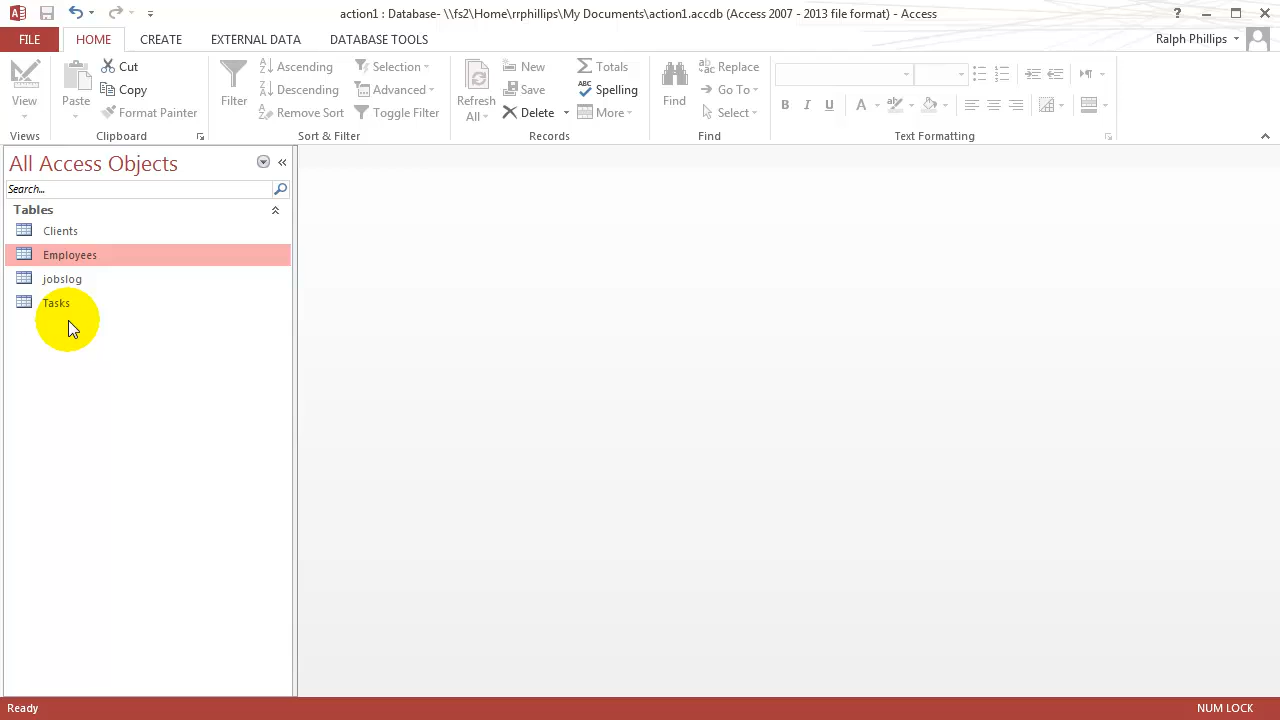 action1 : Database- \\fs2\Home\rrphillips\My Documents\action1.accdb (Access 2007 - 2013 file format) - Access
FILE HOME CREATE EXTERNAL DATA DATABASE TOOLS Ralph Phillips
View
Views
Paste
Cut
Copy
Format Painter
Clipboard
Filter
Ascending
Selection
Advanced
Toggle Filter
Sort & Filter
Refresh
All
New
Save
Delete
Totals
Spelling
More
Records
Find
Replace
Go To
Select
Find
B I U A
Text Formatting
All Access Objects
Search...
Tables
Clients
Employees
jobslog
Tasks
Ready
NUM LOCK